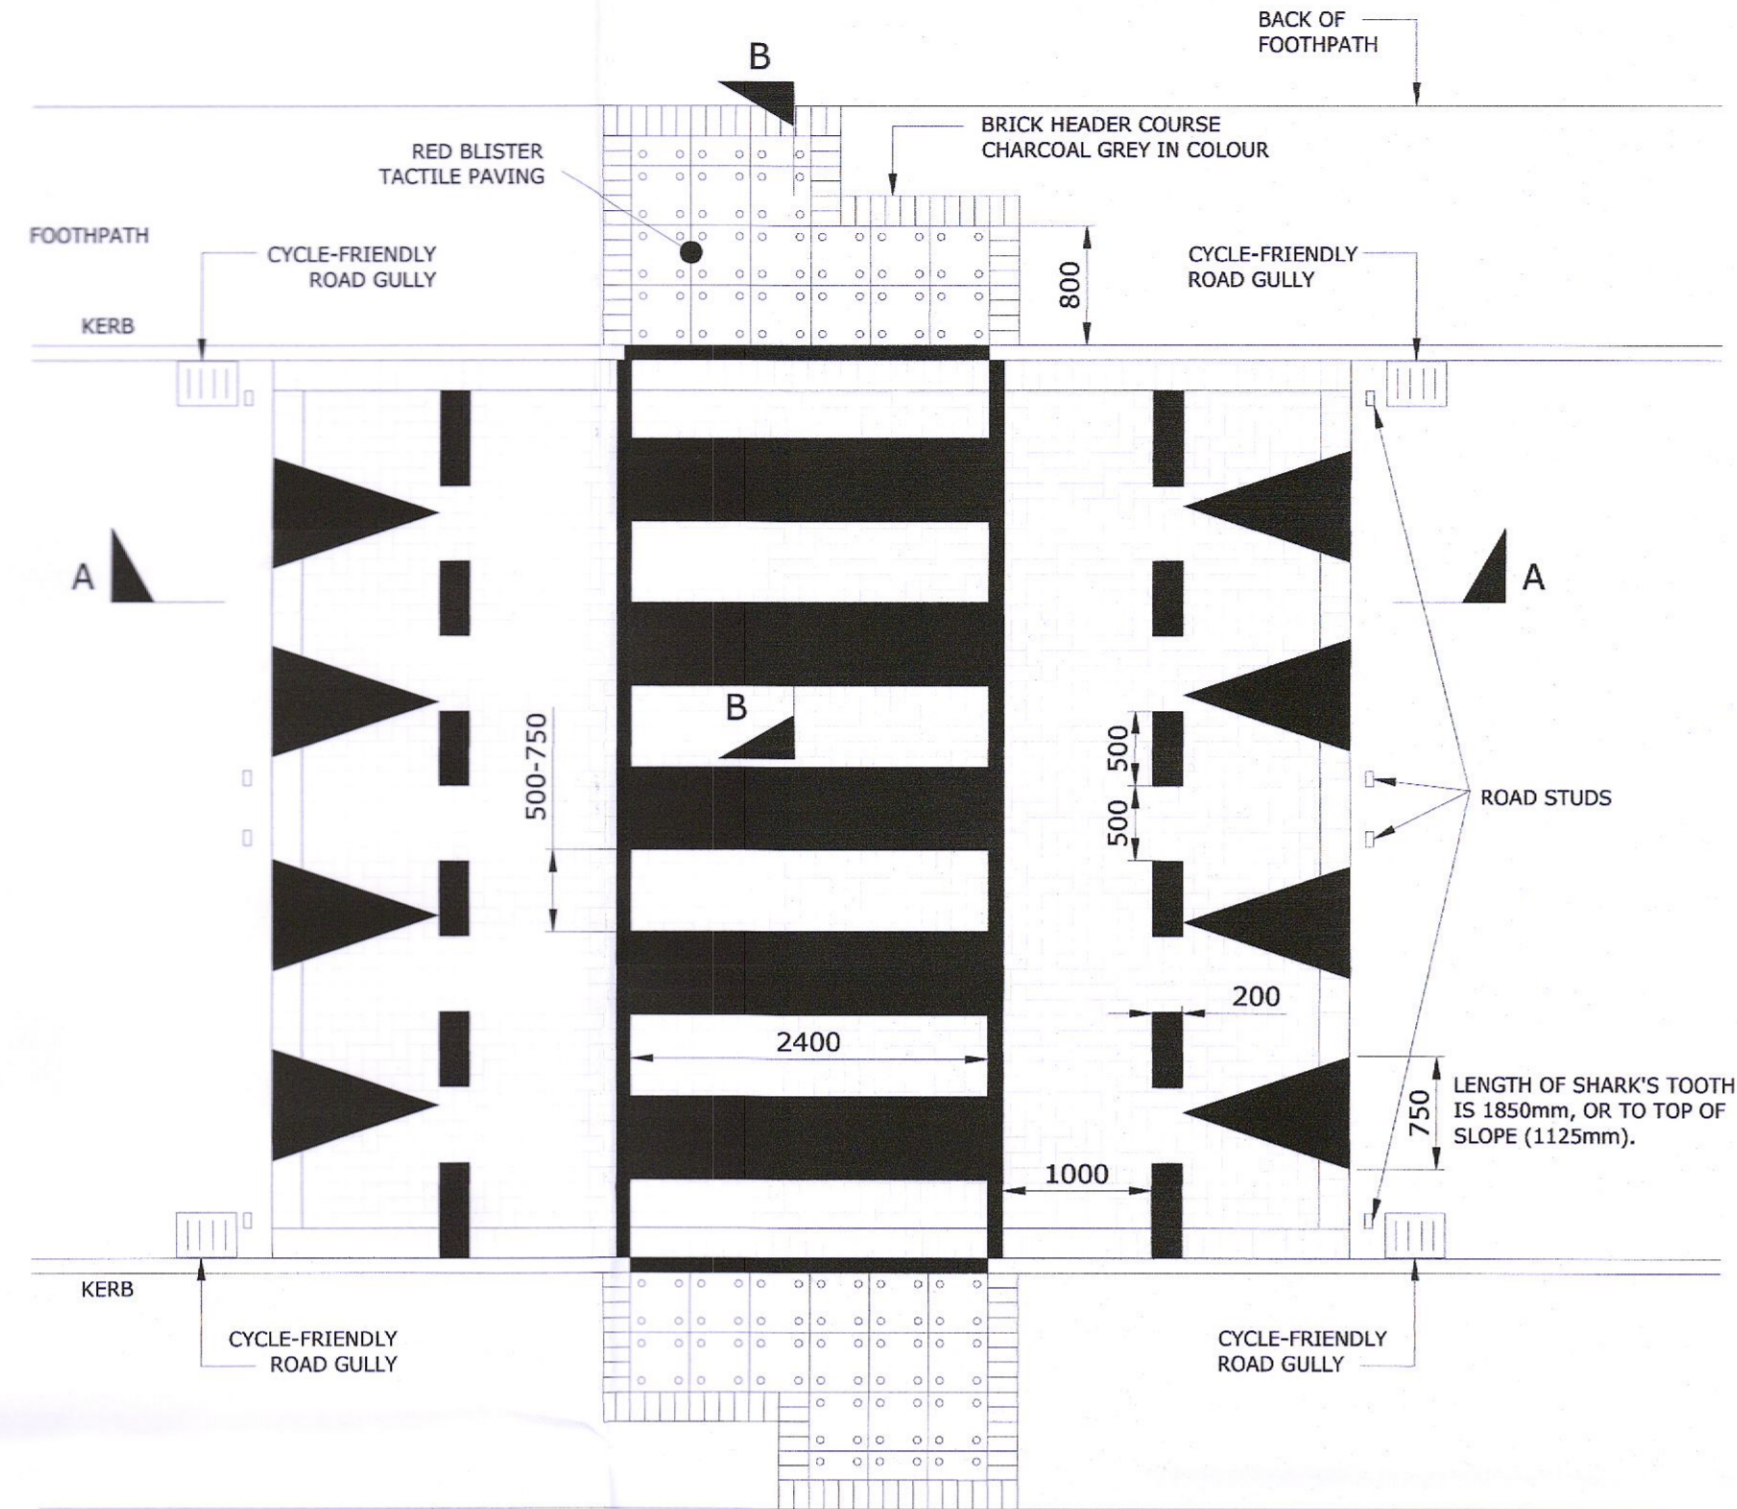 BACK OF
FOOTHPATH
B
BRICK HEADER COURSE
CHARCOAL GREY IN COLOUR
RED BLISTER
TACTILE PAVING
FOOTHPATH
CYCLE-FRIENDLY
ROAD GULLY
CYCLE-FRIENDLY
ROAD GULLY
800
KERB
A
A
B
500-750
500
500
ROAD STUDS
200
2400
LENGTH OF SHARK'S TOOTH
IS 1850mm, OR TO TOP OF
SLOPE (1125mm).
750
1000
KERB
CYCLE-FRIENDLY
ROAD GULLY
CYCLE-FRIENDLY
ROAD GULLY